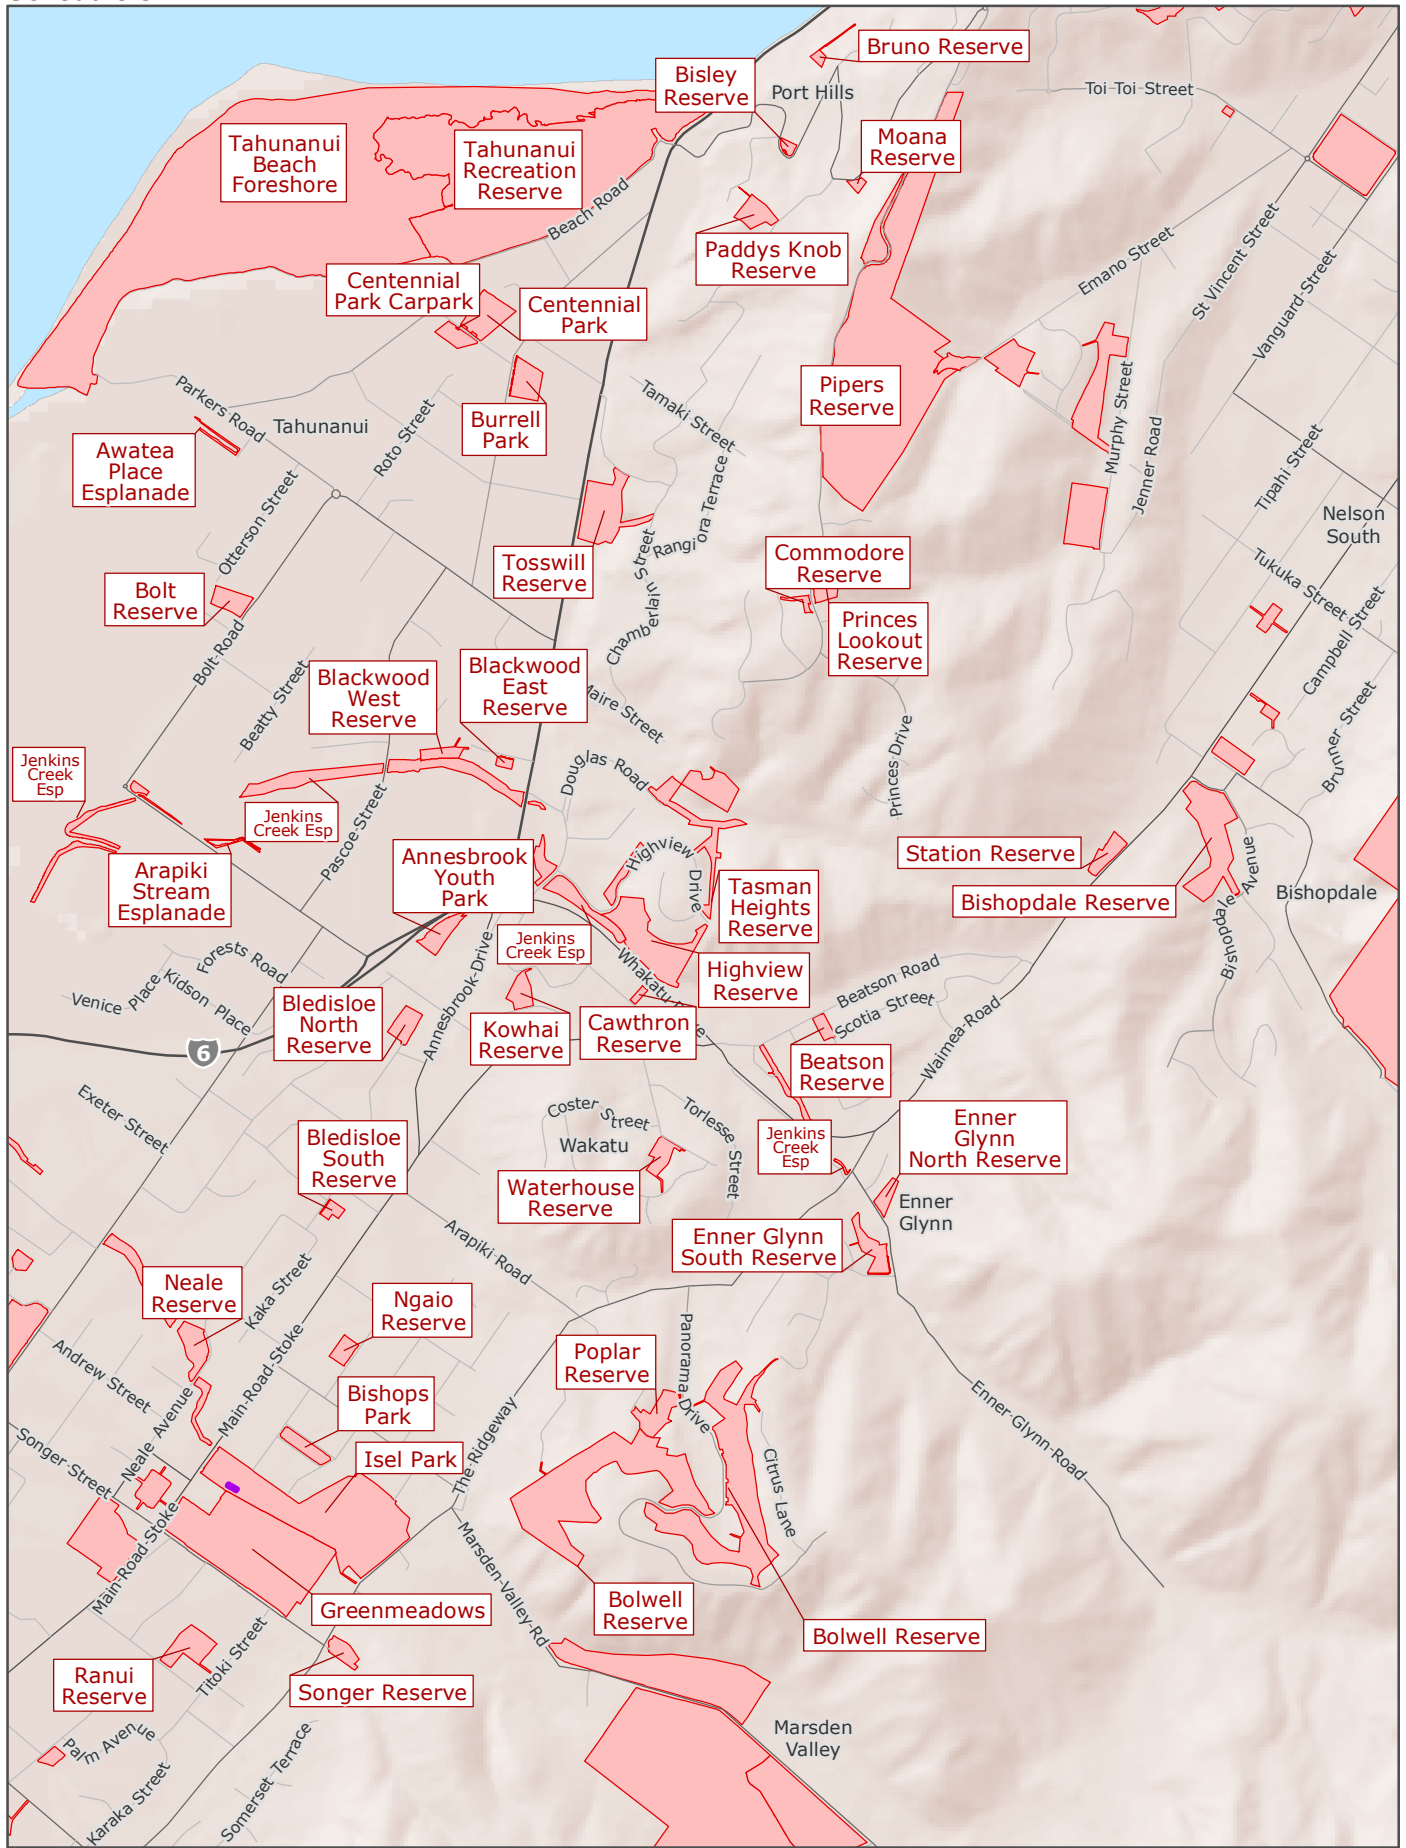 Bruno Reserve
Bisley
Reserve
Port Hills
Toi Toi Street
Tahunanui
Beach
Foreshore
Tahunanui
Recreation
Reserve
Moana
Reserve
Beach Road
Paddys Knob
Reserve
Emano Street
St Vincent Street
Vanguard Street
Centennial
Park Carpark
Centennial
Park
Pipers
Reserve
Parkers Road
Tahunanui
Roto Street
Burrell
Park
Tamaki Street
Murphy Street
Jenner Road
Tipahi Street
Awatea
Place
Esplanade
Otterson Street
Rangiora Terrace
Nelson
South
Tosswill
Reserve
Chamberlain Street
Commodore
Reserve
Tukuka Street
Bolt
Reserve
Princes
Lookout
Reserve
Campbell Street
Bolt Road
Beatty Street
Blackwood
West
Reserve
Blackwood
East
Reserve
Maire Street
Princes Drive
Brunner Street
Jenkins
Creek
Esp
Jenkins
Creek Esp
Douglas Road
Pascoe Street
Arapiki
Stream
Esplanade
Annesbrook
Youth
Park
Highview Drive
Tasman
Heights
Reserve
Station Reserve
Bishopdale Reserve
Bishopdale Avenue
Bishopdale
Jenkins
Creek Esp
Forests Road
Venice Place
Kidson Place
Annesbrook Drive
Whakatu Drive
Highview
Reserve
Beatson Road
Scotia Street
Waimea Road
Bledisloe
North
Reserve
Kowhai
Reserve
Cawthron
Reserve
6
Beatson
Reserve
Exeter Street
Coster Street
Wakatu
Torlesse Street
Jenkins
Creek
Esp
Enner
Glynn
North Reserve
Bledisloe
South
Reserve
Waterhouse
Reserve
Enner
Glynn
Enner Glynn
South Reserve
Arapiki Road
Neale
Reserve
Kaka Street
Ngaio
Reserve
Andrew Street
Main Road Stoke
Panorama Drive
Poplar
Reserve
Bishops
Park
Neale Avenue
Enner Glynn Road
Songer Street
Isel Park
The Ridgeway
Citrus Lane
Main Road Stoke
Marsden Valley Rd
Greenmeadows
Bolwell
Reserve
Bolwell Reserve
Ranui
Reserve
Titoki Street
Songer Reserve
Palm Avenue
Karaka Street
Somerset Terrace
Marsden
Valley